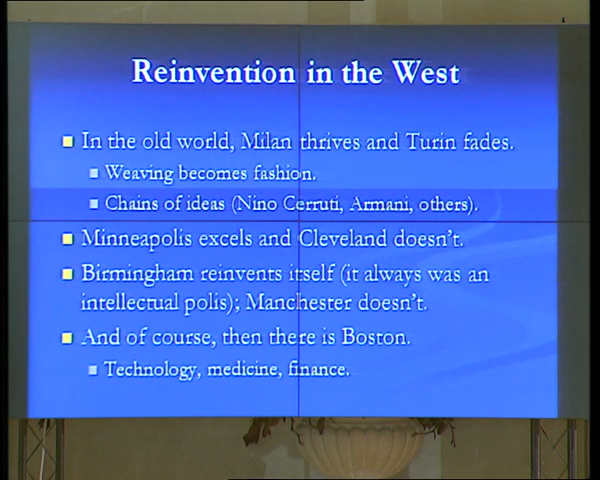 Reinvention in the West
In the old world, Milan thrives and Turin fades.
Weaving becomes fashion.
Chains of ideas (Nino Cerruti, Armani, others).
Minneapolis excels and Cleveland doesn't.
Birmingham reinvents itself (it always was an
intellectual polis); Manchester doesn't.
And of course, then there is Boston.
Technology, medicine, finance.